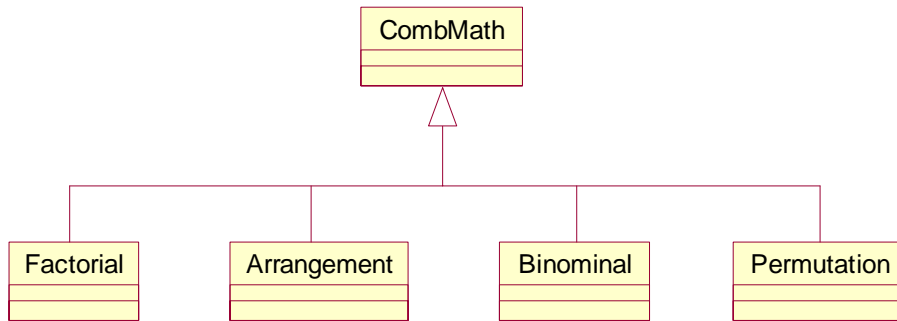 CombMath
Factorial
Arrangement
Binominal
Permutation